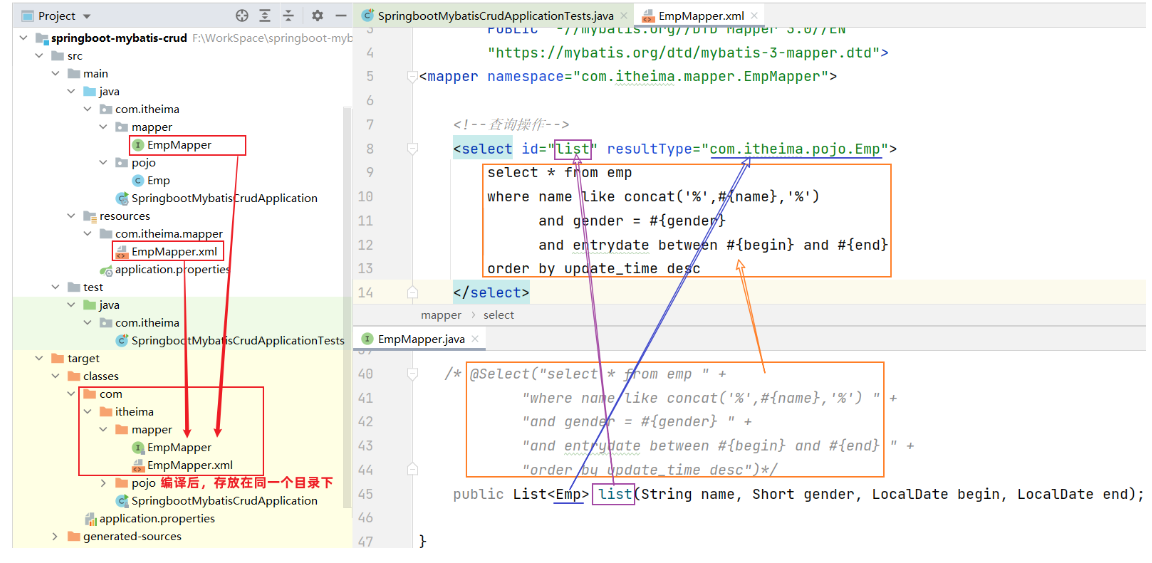 Project
springboot-mybatis-crud F:\WorkSpace\springboot-myb
src
main
java
com.itheima
mapper
EmpMapper
pojo
Emp
SpringbootMybatisCrudApplication
resources
com.itheima.mapper
EmpMapper.xml
application.properties
test
java
com.itheima
SpringbootMybatisCrudApplicationTests
target
classes
com
itheima
mapper
EmpMapper
EmpMapper.xml
pojo 编译后，存放在同一个目录下
SpringbootMybatisCrudApplication
application.properties
generated-sources
SpringbootMybatisCrudApplicationTests.java
EmpMapper.xml
3 PUBLIC "-//mybatis.org//DTD Mapper 3.0//EN"
4 "https://mybatis.org/dtd/mybatis-3-mapper.dtd">
5 <mapper namespace="com.itheima.mapper.EmpMapper">
6
7 <!--查询操作-->
8 <select id="list" resultType="com.itheima.pojo.Emp">
9 select * from emp
10 where name like concat('%',#{name},'%')
11 and gender = #{gender}
12 and entrydate between #{begin} and #{end}
13 order by update_time desc
14 </select>
mapper > select
EmpMapper.java
39
40 /* @Select("select * from emp " +
41 "where name like concat('%',#{name},'%') " +
42 "and gender = #{gender} " +
43 "and entrydate between #{begin} and #{end} " +
44 "order by update_time desc")*/
45 public List<Emp> list(String name, Short gender, LocalDate begin, LocalDate end);
46
47 }